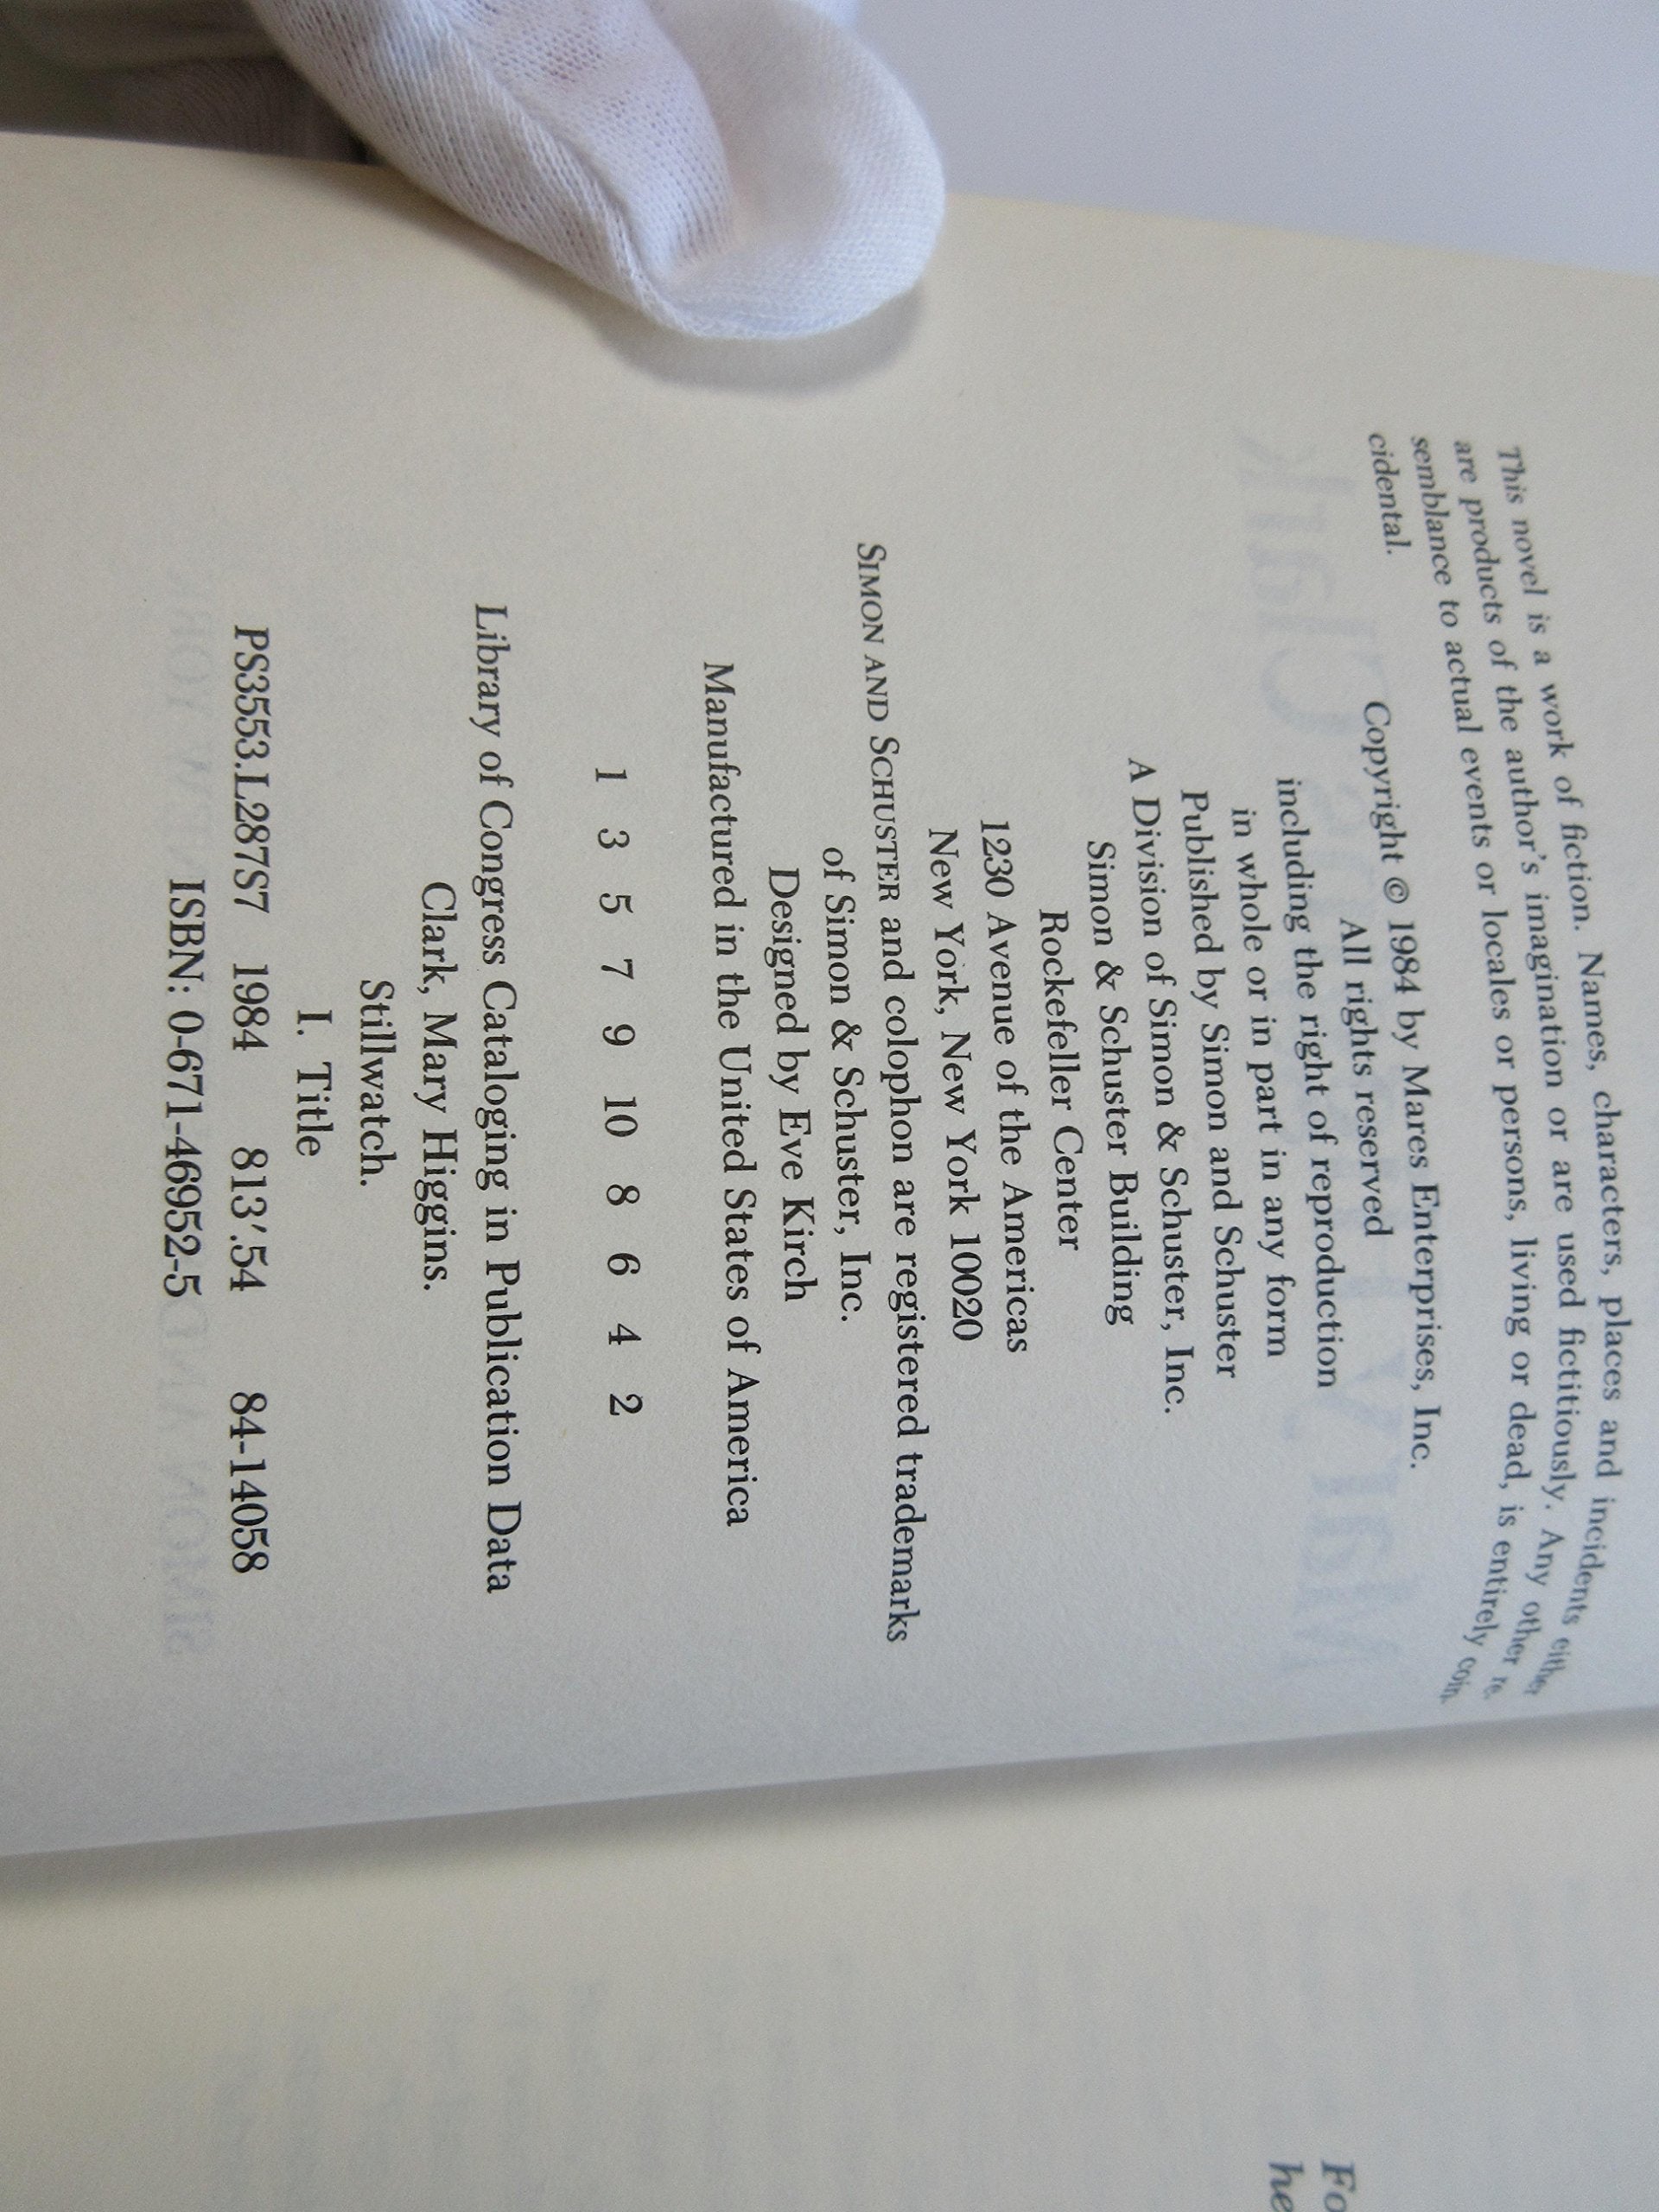 This novel is a work of fiction. Names, characters, places and incidents either
are products of the author's imagination or are used fictitiously. Any other re-
semblance to actual events or locales or persons, living or dead, is entirely coin-
cidental.
Copyright © 1984 by Mares Enterprises, Inc.
All rights reserved
including the right of reproduction
in whole or in part in any form
Published by Simon and Schuster
A Division of Simon & Schuster, Inc.
Simon & Schuster Building
Rockefeller Center
1230 Avenue of the Americas
New York, New York 10020
SIMON AND SCHUSTER and colophon are registered trademarks
of Simon & Schuster, Inc.
Designed by Eve Kirch
Manufactured in the United States of America
1 3 5 7 9 10 8 6 4 2
Library of Congress Cataloging in Publication Data
Clark, Mary Higgins.
Stillwatch.
I. Title
PS3553.L287S7 1984 813'.54 84-14058
ISBN: 0-671-46952-5
Fo
he